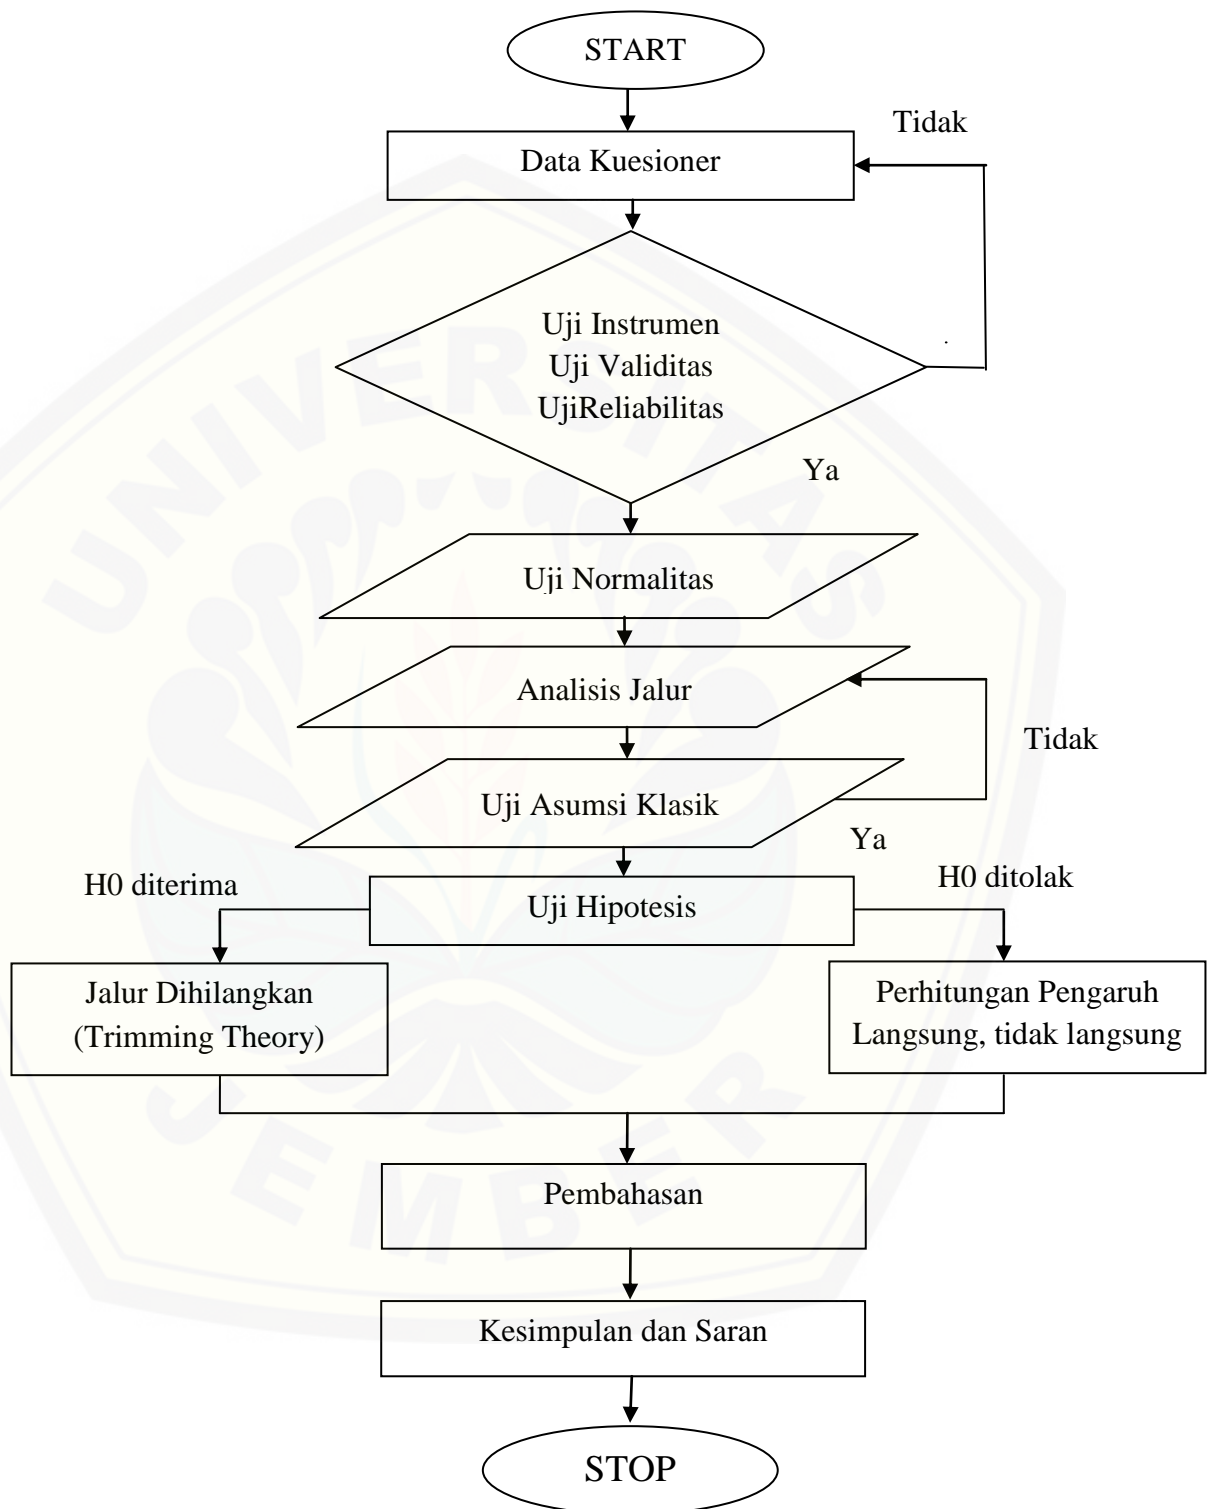 START
Tidak
Data Kuesioner
Uji Instrumen
Uji Validitas
UjiReliabilitas
Ya
Uji Normalitas
Analisis Jalur
Tidak
Uji Asumsi Klasik
Ya
H0 diterima
H0 ditolak
Uji Hipotesis
Jalur Dihilangkan
(Trimming Theory)
Perhitungan Pengaruh
Langsung, tidak langsung
Pembahasan
Kesimpulan dan Saran
STOP
UNIVERSITAS
JEMBER